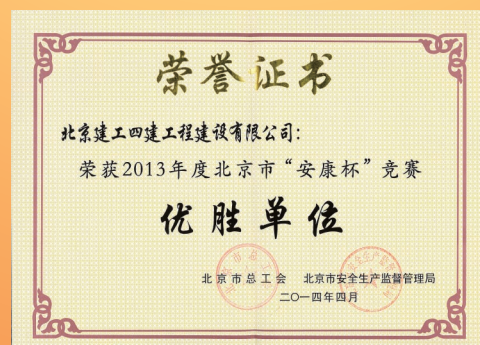 荣誉证书
北京建工四建工程建设有限公司：
荣获2013年度北京市“安康杯”竞赛
优胜单位
北京市总工会 北京市安全生产监督管理局
二〇一四年四月